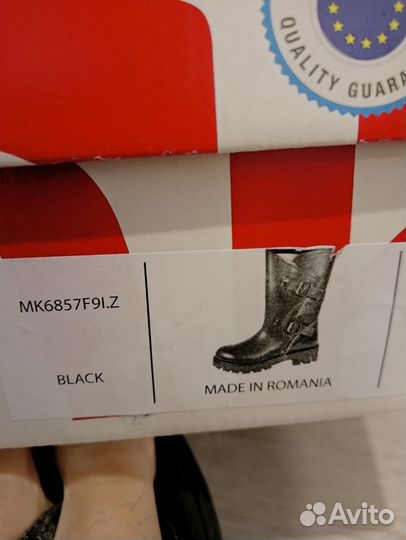 QUALITY GUARA
MK6857F9I.Z
BLACK
MADE IN ROMANIA
Avito